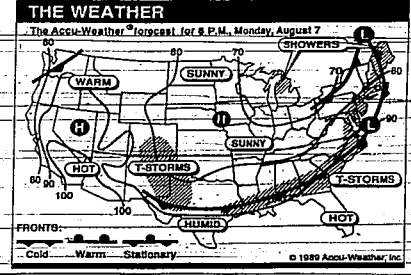 THE WEATHER
The Accu-Weather® forecast for 6 P.M., Monday, August 7
60
80
70
SHOWERS
L
80
WARM
SUNNY
70
H
H
90
L
SUNNY
HOT
T-STORMS
T-STORMS
60 90 100
100
HUMID
HOT
FRONTS:
Cold Warm Stationary
© 1989 Accu-Weather, Inc.